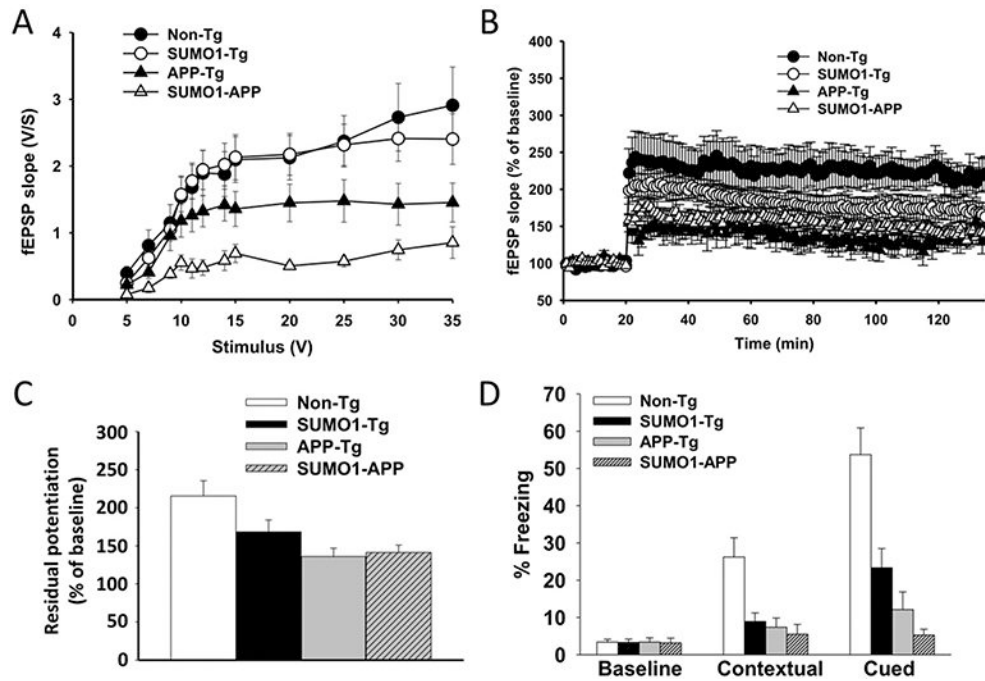 A
Non-Tg
SUMO1-Tg
APP-Tg
SUMO1-APP
fEPSP slope (V/S)
4
3
2
1
0
0 5 10 15 20 25 30 35
Stimulus (V)
B
Non-Tg
SUMO1-Tg
APP-Tg
SUMO1-APP
fEPSP slope (% of baseline)
400
350
300
250
200
150
100
50
0 20 40 60 80 100 120
Time (min)
C
Non-Tg
SUMO1-Tg
APP-Tg
SUMO1-APP
Residual potentiation
(% of baseline)
300
250
200
150
100
50
0
D
Non-Tg
SUMO1-Tg
APP-Tg
SUMO1-APP
% Freezing
70
60
50
40
30
20
10
0
Baseline Contextual Cued